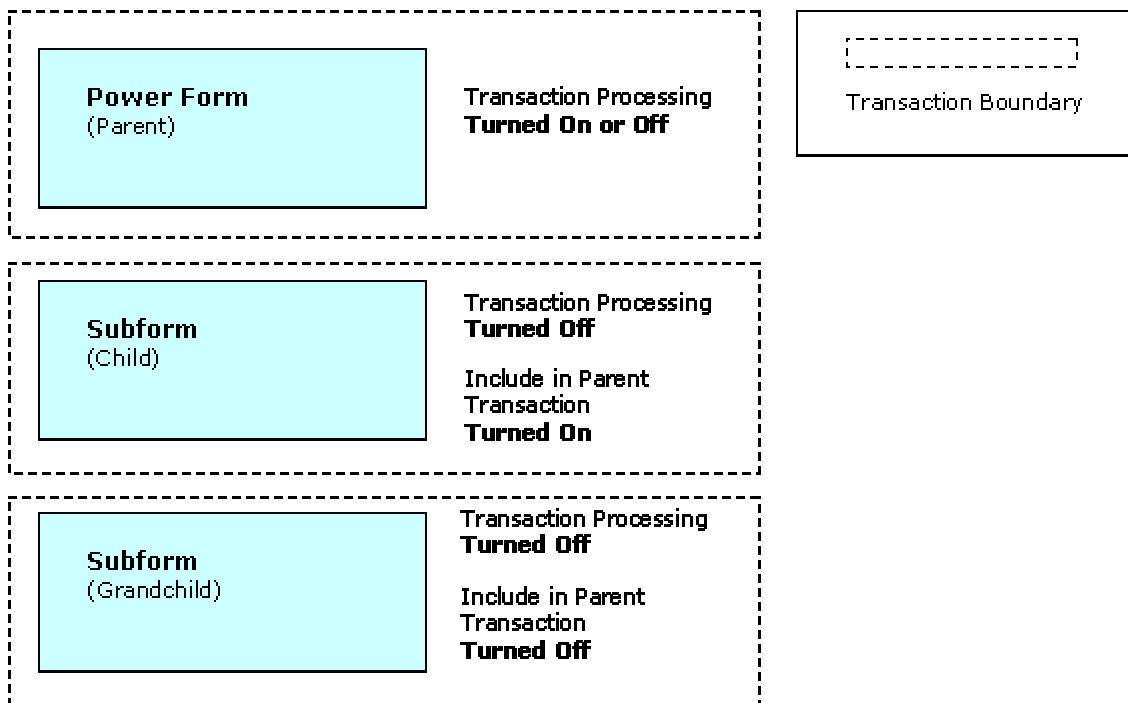 Power Form
(Parent)
Transaction Processing
Turned On or Off
Transaction Boundary
Subform
(Child)
Transaction Processing
Turned Off
Include in Parent
Transaction
Turned On
Subform
(Grandchild)
Transaction Processing
Turned Off
Include in Parent
Transaction
Turned Off